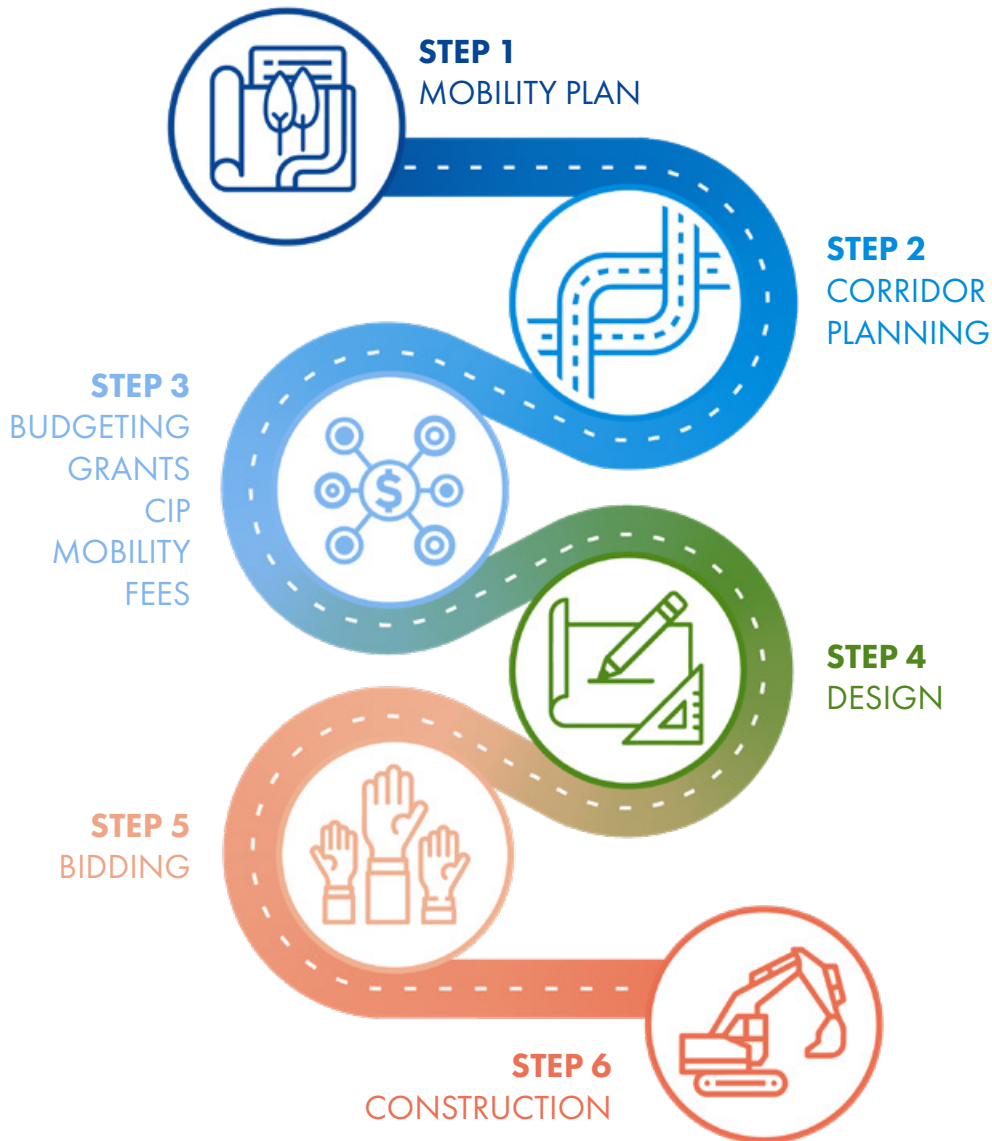 STEP 1
MOBILITY PLAN
STEP 2
CORRIDOR
PLANNING
STEP 3
BUDGETING
GRANTS
CIP
MOBILITY
FEES
$
STEP 4
DESIGN
STEP 5
BIDDING
STEP 6
CONSTRUCTION